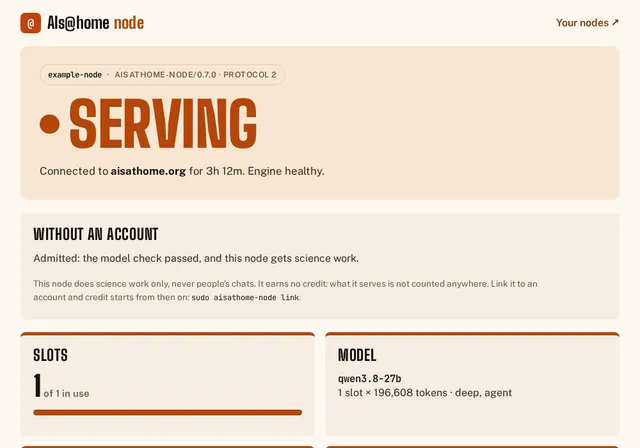 @ AIs@home node
Your nodes ↗
example-node · AISATHOME-NODE/0.7.0 · PROTOCOL 2
SERVING
Connected to aisathome.org for 3h 12m. Engine healthy.
WITHOUT AN ACCOUNT
Admitted: the model check passed, and this node gets science work.
This node does science work only, never people's chats. It earns no credit: what it serves is not counted anywhere. Link it to an
account and credit starts from then on: sudo aisathome-node link.
SLOTS
1 of 1 in use
MODEL
qwen3.8-27b
1 slot × 196,608 tokens · deep, agent